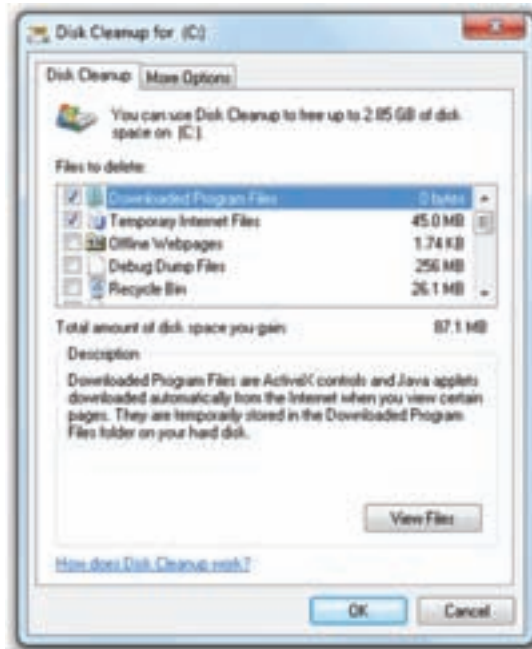 Disk Cleanup for (C:)
Disk Cleanup More Options
You can use Disk Cleanup to free up to 2.85 GB of disk
space on (C:).
Files to delete:
Downloaded Program Files 0 bytes
Temporary Internet Files 45.0 MB
Offline Webpages 1.74 KB
Debug Dump Files 256 MB
Recycle Bin 26.1 MB
Total amount of disk space you gain: 87.1 MB
Description
Downloaded Program Files are ActiveX controls and Java applets
downloaded automatically from the Internet when you view certain
pages. They are temporarily stored in the Downloaded Program
Files folder on your hard disk.
View Files
How does Disk Cleanup work?
OK Cancel